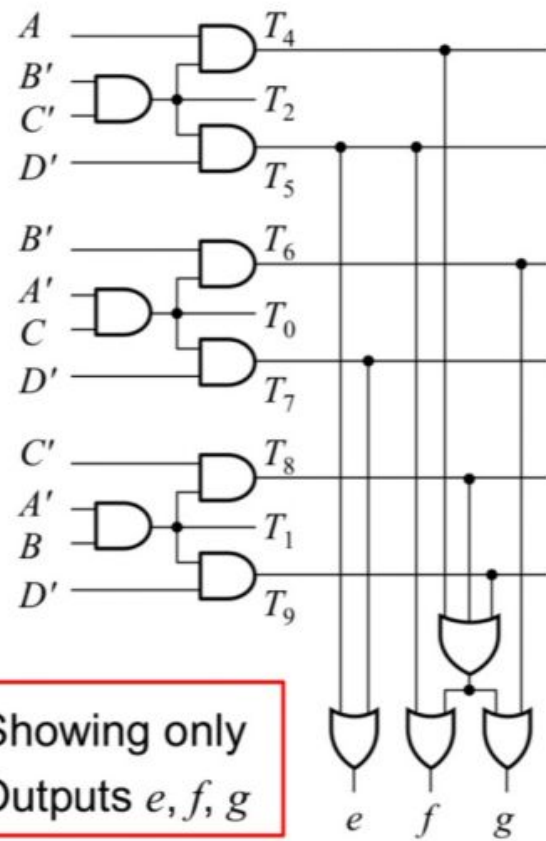 A
T4
B'
T2
C'
D'
T5
B'
T6
A'
T0
C
D'
T7
C'
T8
A'
T1
B
D'
T9
Showing only
Outputs e, f, g
e f g